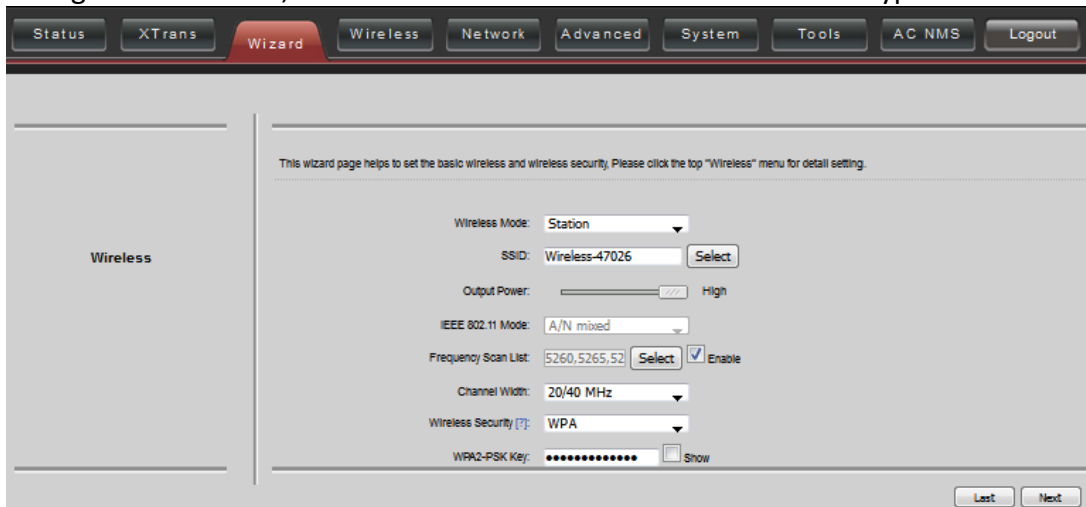 Status XTrans Wizard Wireless Network Advanced System Tools AC NMS Logout
This wizard page helps to set the basic wireless and wireless security, Please click the top "Wireless" menu for detail setting.
Wireless
Wireless Mode: Station
SSID: Wireless-47026 Select
Output Power: High
IEEE 802.11 Mode: A/N mixed
Frequency Scan List: 5260,5265,52 Select Enable
Channel Width: 20/40 MHz
Wireless Security [?]: WPA
WPA2-PSK Key: ●●●●●●●●●●●●● Show
Last Next